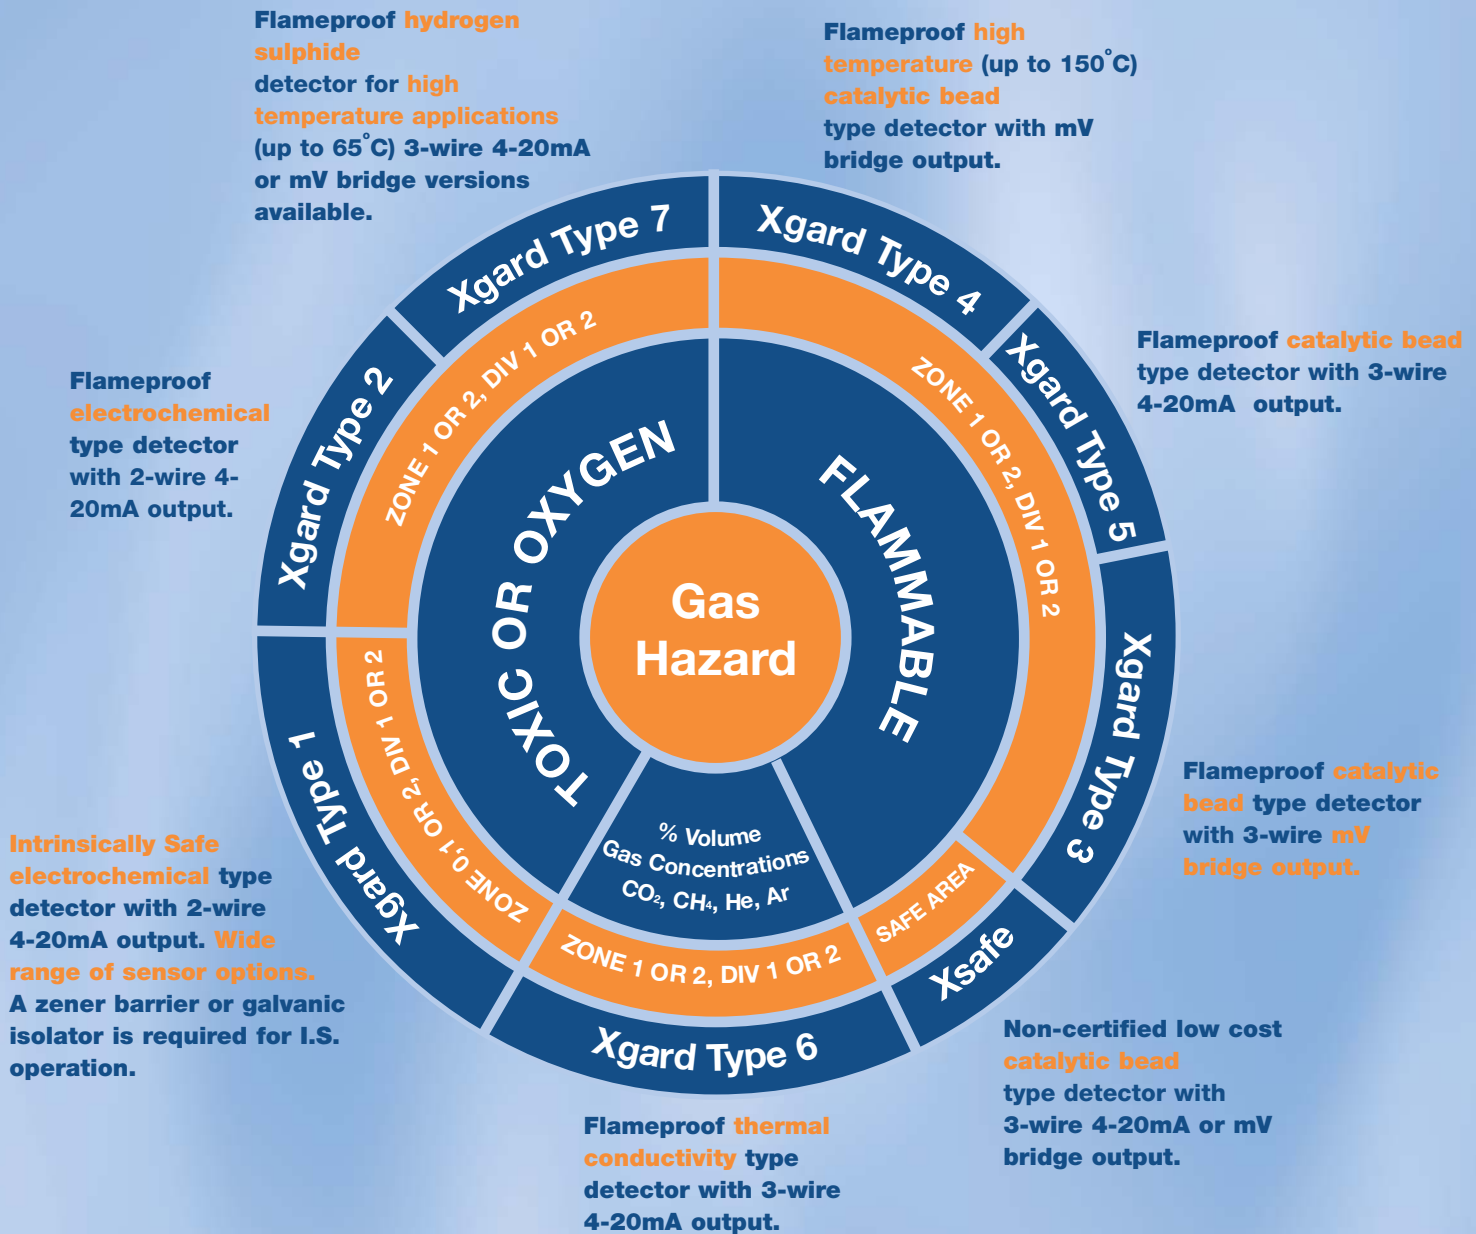 Flameproof hydrogen
sulphide
detector for high
temperature applications
(up to 65°C) 3-wire 4-20mA
or mV bridge versions
available.
Flameproof high
temperature (up to 150°C)
catalytic bead
type detector with mV
bridge output.
Flameproof catalytic bead
type detector with 3-wire
4-20mA output.
Flameproof
electrochemical
type detector
with 2-wire 4-
20mA output.
Xgard Type 7
Xgard Type 4
Xgard Type 5
Xgard Type 2
Xgard Type 3
Xgard Type 1
Xsafe
Xgard Type 6
ZONE 1 OR 2, DIV 1 OR 2
ZONE 1 OR 2, DIV 1 OR 2
ZONE 0,1 OR 2, DIV 1 OR 2
ZONE 1 OR 2, DIV 1 OR 2
SAFE AREA
TOXIC OR OXYGEN
FLAMMABLE
Gas
Hazard
% Volume
Gas Concentrations
CO₂, CH₄, He, Ar
Flameproof catalytic
bead type detector
with 3-wire mV
bridge output.
Intrinsically Safe
electrochemical type
detector with 2-wire
4-20mA output. Wide
range of sensor options.
A zener barrier or galvanic
isolator is required for I.S.
operation.
Non-certified low cost
catalytic bead
type detector with
3-wire 4-20mA or mV
bridge output.
Flameproof thermal
conductivity type
detector with 3-wire
4-20mA output.